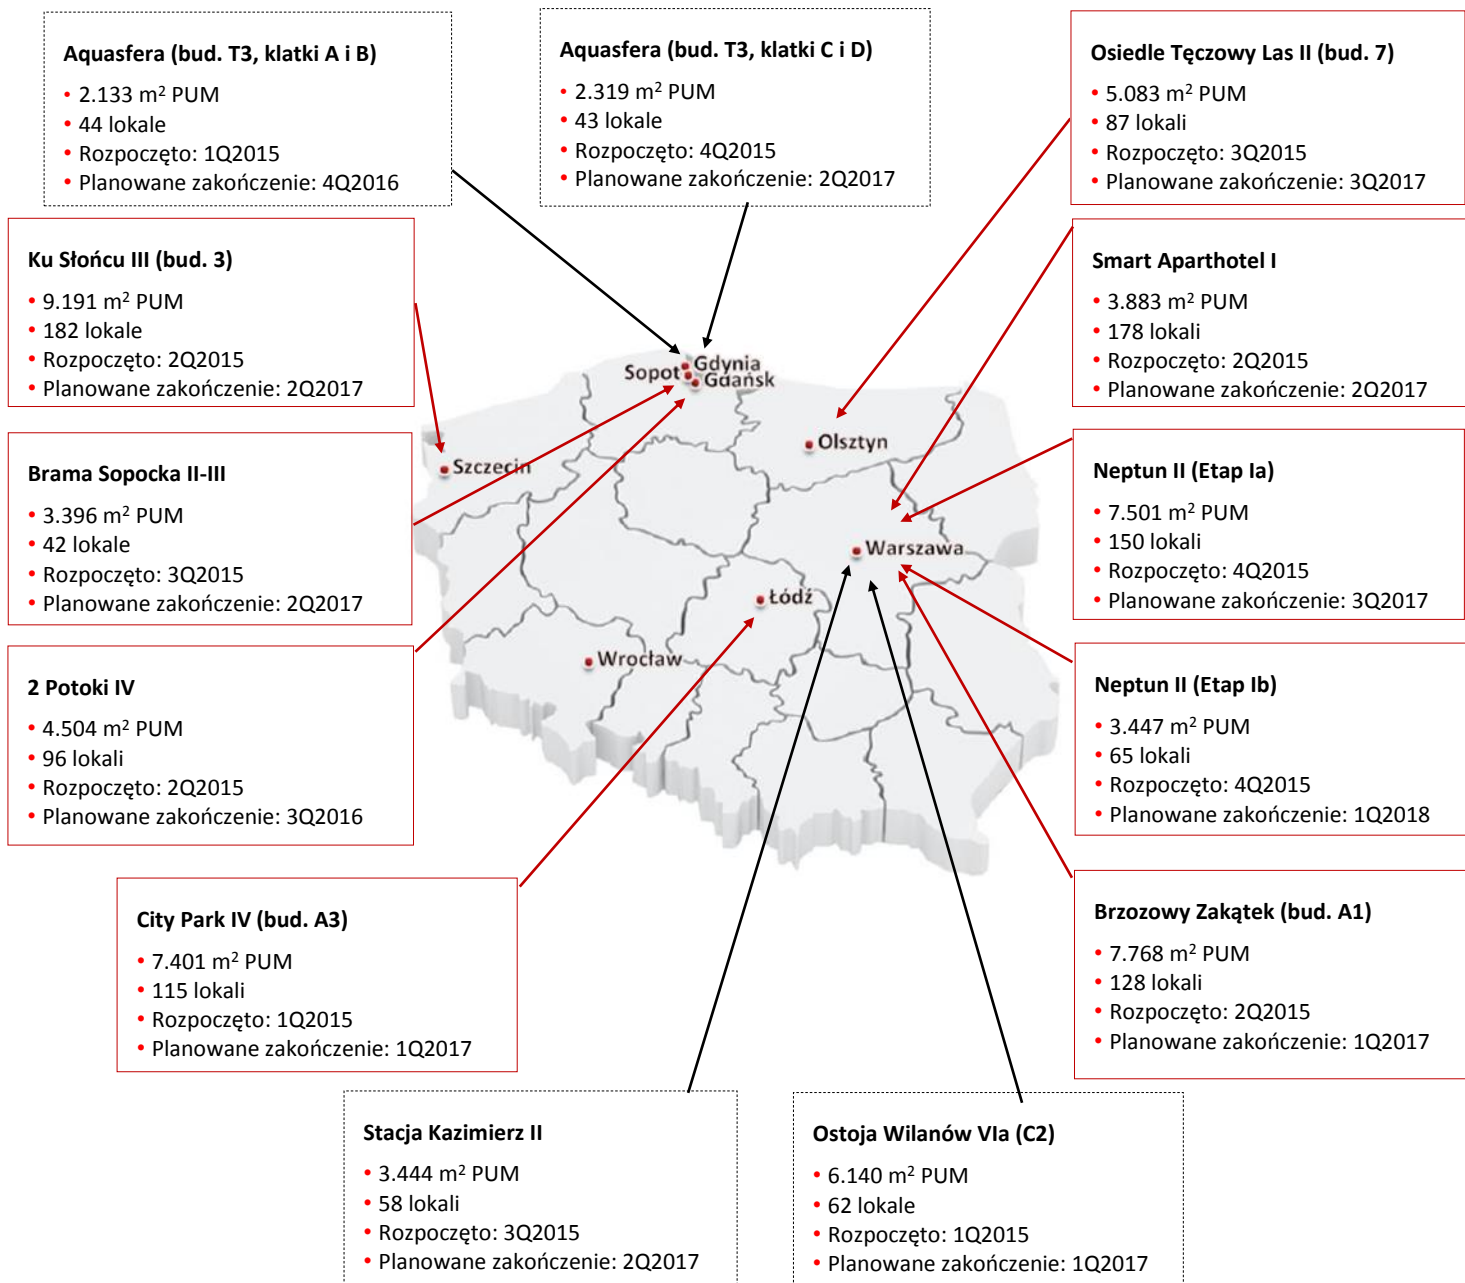 Aquasfera (bud. T3, klatki A i B)
• 2.133 m² PUM
• 44 lokale
• Rozpoczęto: 1Q2015
• Planowane zakończenie: 4Q2016
Aquasfera (bud. T3, klatki C i D)
• 2.319 m² PUM
• 43 lokale
• Rozpoczęto: 4Q2015
• Planowane zakończenie: 2Q2017
Osiedle Tęczowy Las II (bud. 7)
• 5.083 m² PUM
• 87 lokali
• Rozpoczęto: 3Q2015
• Planowane zakończenie: 3Q2017
Ku Słońcu III (bud. 3)
• 9.191 m² PUM
• 182 lokale
• Rozpoczęto: 2Q2015
• Planowane zakończenie: 2Q2017
Smart Aparthotel I
• 3.883 m² PUM
• 178 lokali
• Rozpoczęto: 2Q2015
• Planowane zakończenie: 2Q2017
Gdynia
Sopot
Gdańsk
Olsztyn
Szczecin
Warszawa
Łódź
Wrocław
Brama Sopocka II-III
• 3.396 m² PUM
• 42 lokale
• Rozpoczęto: 3Q2015
• Planowane zakończenie: 2Q2017
Neptun II (Etap Ia)
• 7.501 m² PUM
• 150 lokali
• Rozpoczęto: 4Q2015
• Planowane zakończenie: 3Q2017
2 Potoki IV
• 4.504 m² PUM
• 96 lokali
• Rozpoczęto: 2Q2015
• Planowane zakończenie: 3Q2016
Neptun II (Etap Ib)
• 3.447 m² PUM
• 65 lokali
• Rozpoczęto: 4Q2015
• Planowane zakończenie: 1Q2018
City Park IV (bud. A3)
• 7.401 m² PUM
• 115 lokali
• Rozpoczęto: 1Q2015
• Planowane zakończenie: 1Q2017
Brzozowy Zakątek (bud. A1)
• 7.768 m² PUM
• 128 lokali
• Rozpoczęto: 2Q2015
• Planowane zakończenie: 1Q2017
Stacja Kazimierz II
• 3.444 m² PUM
• 58 lokali
• Rozpoczęto: 3Q2015
• Planowane zakończenie: 2Q2017
Ostoja Wilanów VIa (C2)
• 6.140 m² PUM
• 62 lokale
• Rozpoczęto: 1Q2015
• Planowane zakończenie: 1Q2017